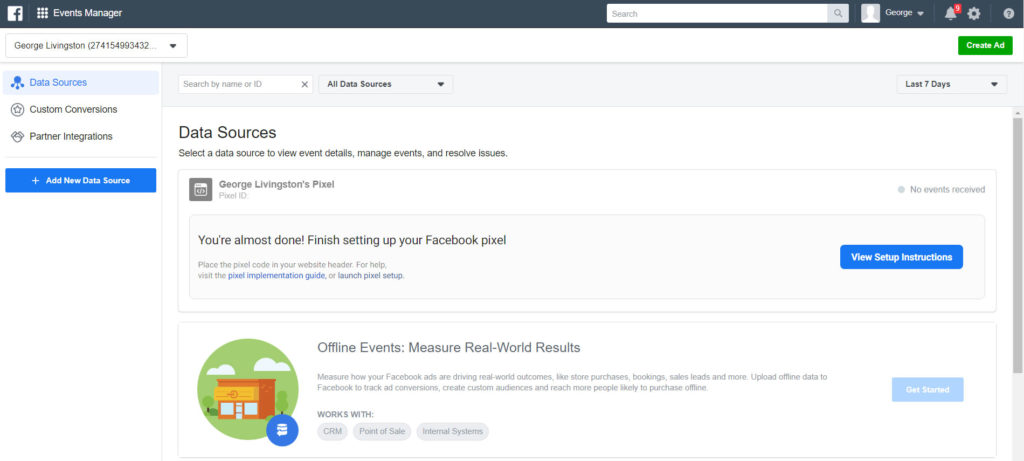 Events Manager
Search
George
9
George Livingston (274154993432...
Create Ad
Data Sources
Custom Conversions
Partner Integrations
+ Add New Data Source
Search by name or ID
All Data Sources
Last 7 Days
Data Sources
Select a data source to view event details, manage events, and resolve issues.
George Livingston's Pixel
Pixel ID:
No events received
You're almost done! Finish setting up your Facebook pixel
Place the pixel code in your website header. For help,
visit the pixel implementation guide, or launch pixel setup.
View Setup Instructions
Offline Events: Measure Real-World Results
Measure how your Facebook ads are driving real-world outcomes, like store purchases, bookings, sales leads and more. Upload offline data to
Facebook to track ad conversions, create custom audiences and reach more people likely to purchase offline.
Get Started
WORKS WITH:
CRM
Point of Sale
Internal Systems